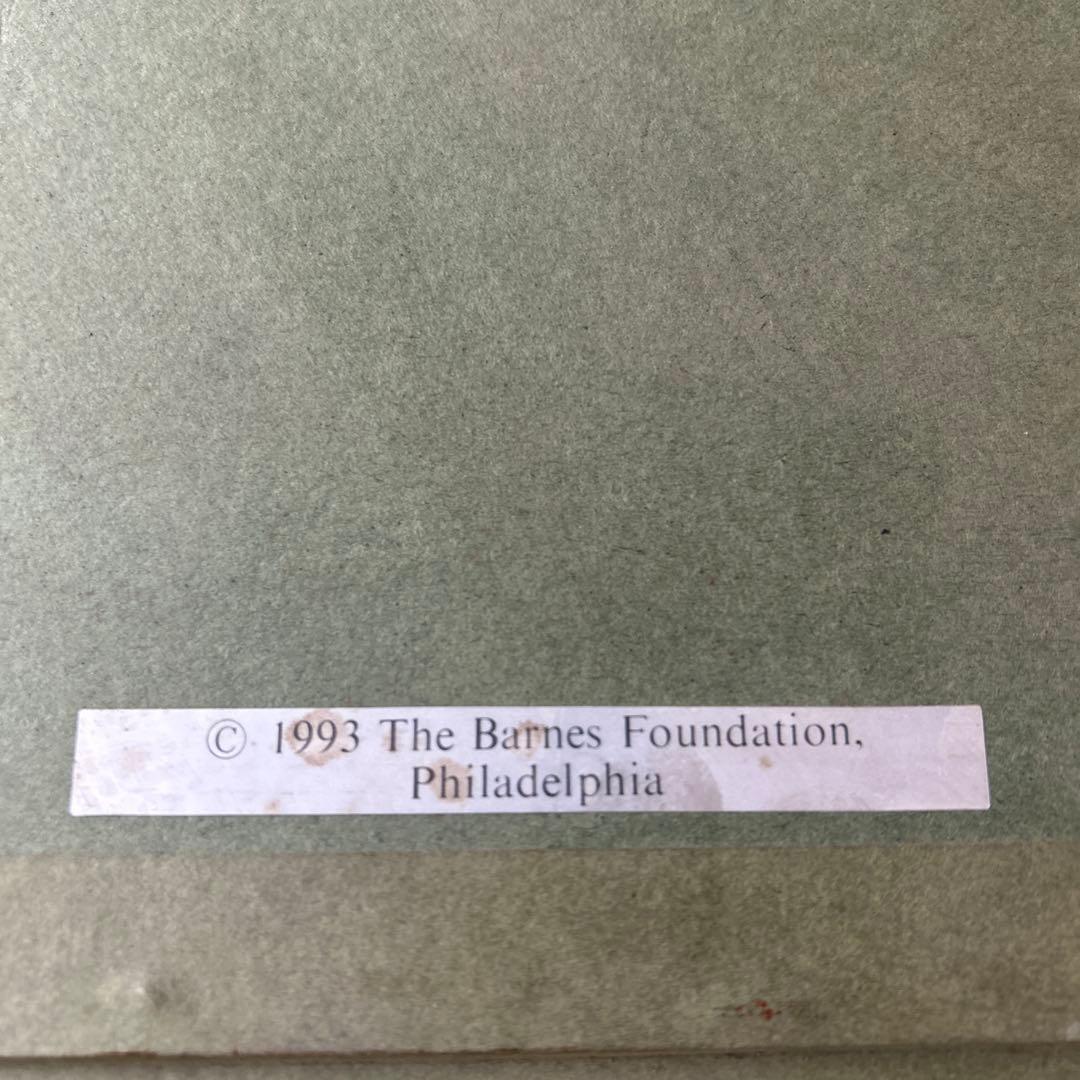 © 1993 The Barnes Foundation,
Philadelphia